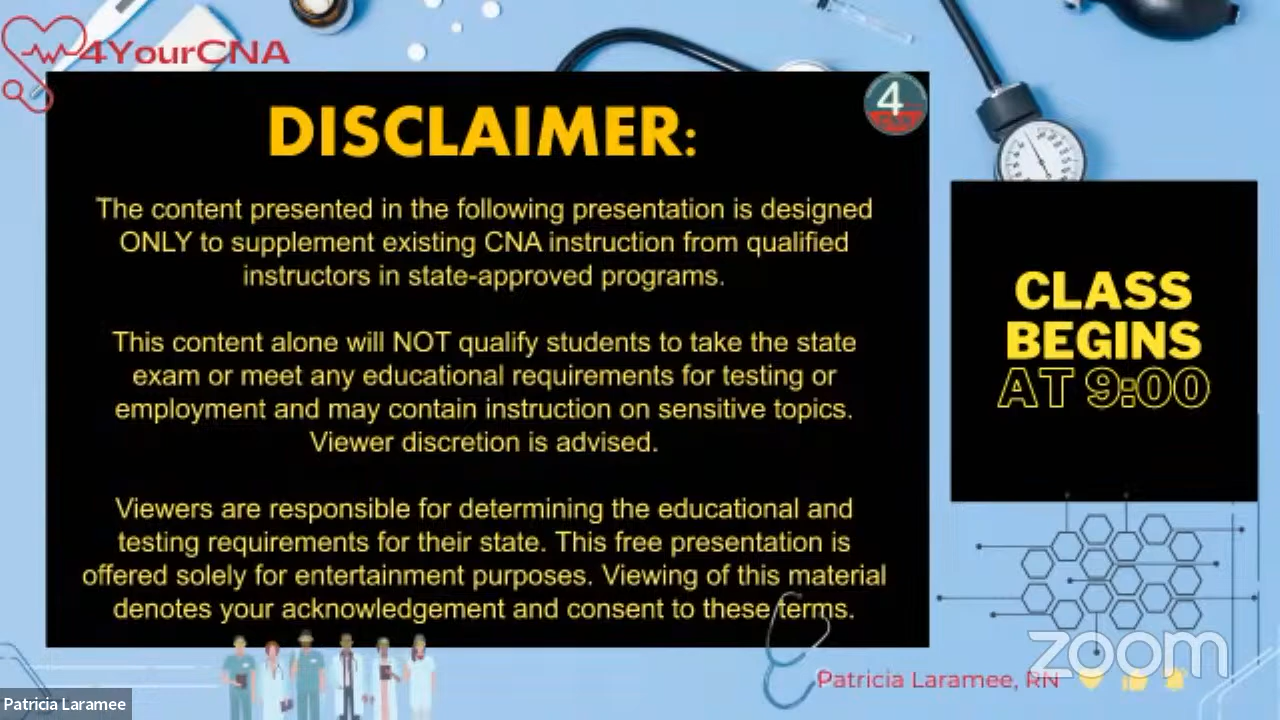 4YourCNA
4
CNA
DISCLAIMER:
The content presented in the following presentation is designed
ONLY to supplement existing CNA instruction from qualified
instructors in state-approved programs.
This content alone will NOT qualify students to take the state
exam or meet any educational requirements for testing or
employment and may contain instruction on sensitive topics.
Viewer discretion is advised.
Viewers are responsible for determining the educational and
testing requirements for their state. This free presentation is
offered solely for entertainment purposes. Viewing of this material
denotes your acknowledgement and consent to these terms.
CLASS
BEGINS
AT 9:00
zoom
Patricia Laramee, RN
Patricia Laramee